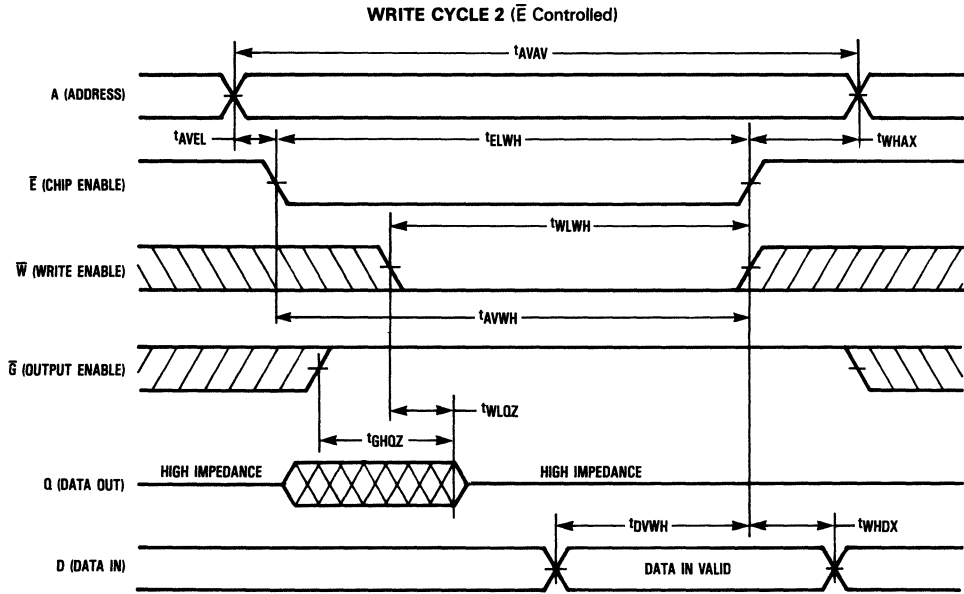 WRITE CYCLE 2 (E̅ Controlled)
tAVAV
A (ADDRESS)
tAVEL
tELWH
tWHAX
E̅ (CHIP ENABLE)
tWLWH
W̅ (WRITE ENABLE)
tAVWH
G̅ (OUTPUT ENABLE)
tWLQZ
tGHQZ
HIGH IMPEDANCE
HIGH IMPEDANCE
Q (DATA OUT)
tDVWH
tWHDX
D (DATA IN)
DATA IN VALID